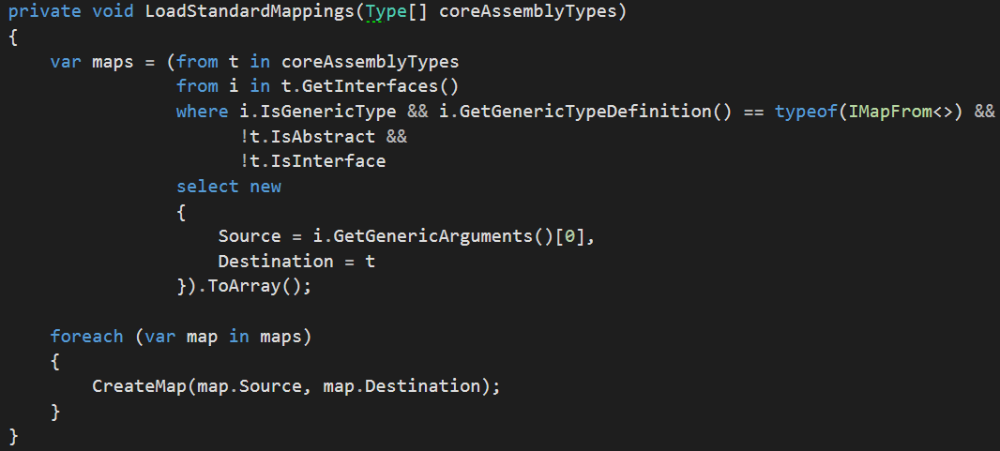 private void LoadStandardMappings(Type[] coreAssemblyTypes)
{
    var maps = (from t in coreAssemblyTypes
                from i in t.GetInterfaces()
                where i.IsGenericType && i.GetGenericTypeDefinition() == typeof(IMapFrom<>) &&
                      !t.IsAbstract &&
                      !t.IsInterface
                select new
                {
                    Source = i.GetGenericArguments()[0],
                    Destination = t
                }).ToArray();

    foreach (var map in maps)
    {
        CreateMap(map.Source, map.Destination);
    }
}